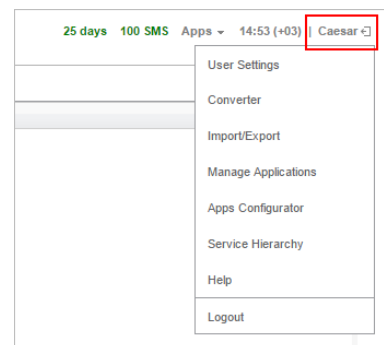 25 days 100 SMS Apps 14:53 (+03) | Caesar
User Settings
Converter
Import/Export
Manage Applications
Apps Configurator
Service Hierarchy
Help
Logout